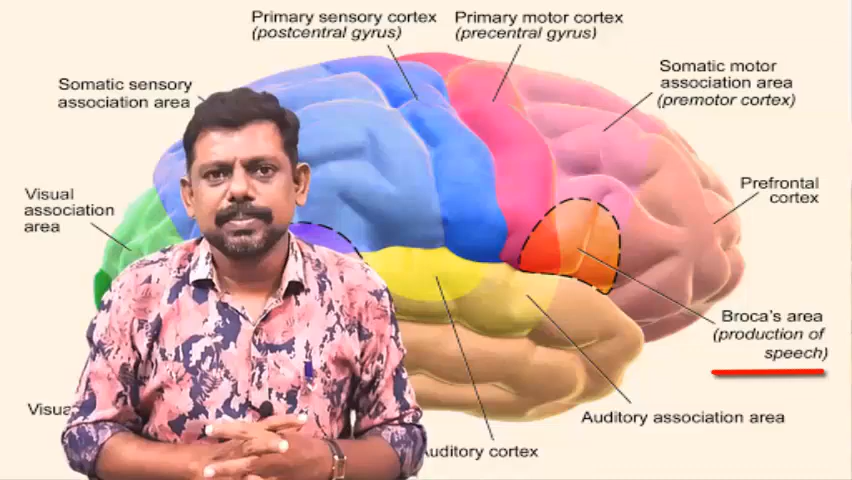 Primary sensory cortex
(postcentral gyrus)
Primary motor cortex
(precentral gyrus)
Somatic sensory
association area
Somatic motor
association area
(premotor cortex)
Visual
association
area
Prefrontal
cortex
Broca's area
(production of
speech)
Auditory association area
cortex